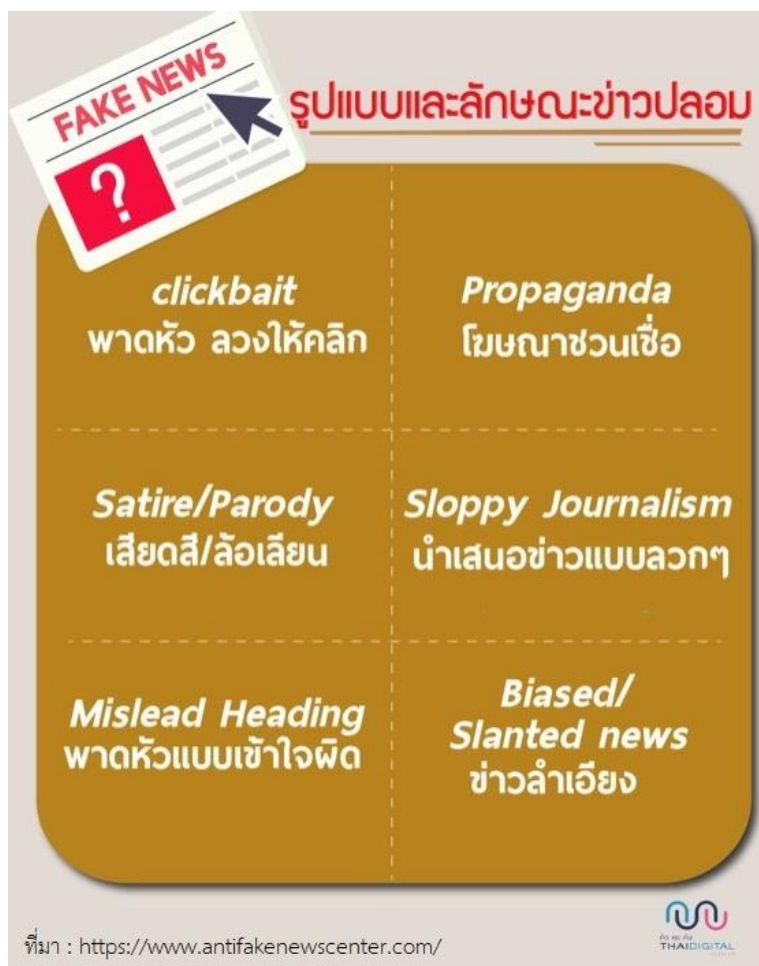 FAKE NEWS
?
รูปแบบและลักษณะข่าวปลอม
clickbait
พาดหัว ลวงให้คลิก
Propaganda
โฆษณาชวนเชื่อ
Satire/Parody
เสียดสี/ล้อเลียน
Sloppy Journalism
นำเสนอข่าวแบบลวกๆ
Mislead Heading
พาดหัวแบบเข้าใจผิด
Biased/
Slanted news
ข่าวลำเอียง
ที่มา : https://www.antifakenewscenter.com/
THAIDIGITAL